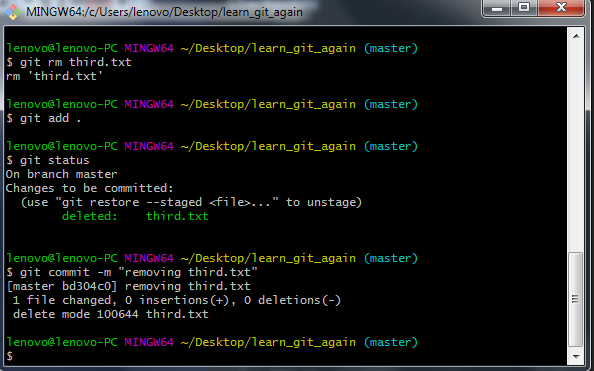 MINGW64:/c/Users/lenovo/Desktop/learn_git_again
lenovo@lenovo-PC MINGW64 ~/Desktop/learn_git_again (master)
$ git rm third.txt
rm 'third.txt'
lenovo@lenovo-PC MINGW64 ~/Desktop/learn_git_again (master)
$ git add .
lenovo@lenovo-PC MINGW64 ~/Desktop/learn_git_again (master)
$ git status
On branch master
Changes to be committed:
  (use "git restore --staged <file>..." to unstage)
        deleted:    third.txt
lenovo@lenovo-PC MINGW64 ~/Desktop/learn_git_again (master)
$ git commit -m "removing third.txt"
[master bd304c0] removing third.txt
 1 file changed, 0 insertions(+), 0 deletions(-)
 delete mode 100644 third.txt
lenovo@lenovo-PC MINGW64 ~/Desktop/learn_git_again (master)
$